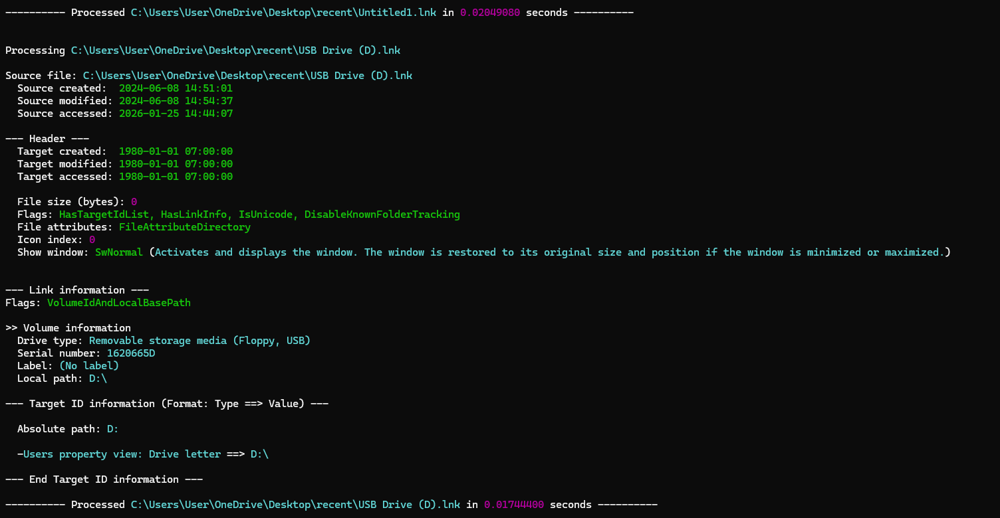 ---------- Processed C:\Users\User\OneDrive\Desktop\recent\Untitled1.lnk in 0.02049080 seconds ----------
Processing C:\Users\User\OneDrive\Desktop\recent\USB Drive (D).lnk
Source file: C:\Users\User\OneDrive\Desktop\recent\USB Drive (D).lnk
  Source created:  2024-06-08 14:51:01
  Source modified: 2024-06-08 14:54:37
  Source accessed: 2026-01-25 14:44:07
--- Header ---
  Target created:  1980-01-01 07:00:00
  Target modified: 1980-01-01 07:00:00
  Target accessed: 1980-01-01 07:00:00
  File size (bytes): 0
  Flags: HasTargetIdList, HasLinkInfo, IsUnicode, DisableKnownFolderTracking
  File attributes: FileAttributeDirectory
  Icon index: 0
  Show window: SwNormal (Activates and displays the window. The window is restored to its original size and position if the window is minimized or maximized.)
--- Link information ---
Flags: VolumeIdAndLocalBasePath
>> Volume information
  Drive type: Removable storage media (Floppy, USB)
  Serial number: 1620665D
  Label: (No label)
  Local path: D:\
--- Target ID information (Format: Type ==> Value) ---
  Absolute path: D:
  -Users property view: Drive letter ==> D:\
--- End Target ID information ---
---------- Processed C:\Users\User\OneDrive\Desktop\recent\USB Drive (D).lnk in 0.01744400 seconds ----------